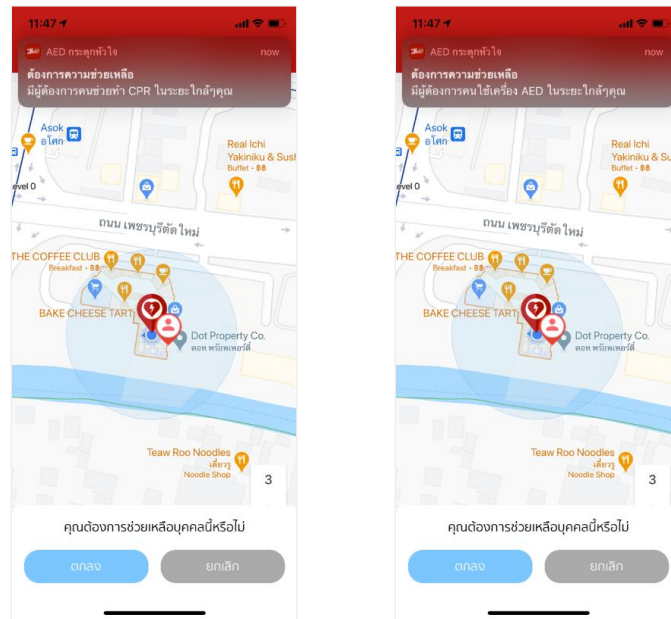 11:47
AED กระตุกหัวใจ
now
ต้องการความช่วยเหลือ
มีผู้ต้องการคนช่วยทำ CPR ในระยะใกล้ๆคุณ
Asok
อโศก
Real Ichi
Yakiniku & Sush
Buffet • ฿฿
evel 0
ถนน เพชรบุรีตัดใหม่
THE COFFEE CLUB
Breakfast • ฿฿
BAKE CHEESE TART
Dot Property Co.
ดอท พร็อพเพอร์ตี้
Teaw Roo Noodles
เตี๋ยวรู
Noodle Shop
3
คุณต้องการช่วยเหลือบุคคลนี้หรือไม่
ตกลง
ยกเลิก
11:47
AED กระตุกหัวใจ
now
ต้องการความช่วยเหลือ
มีผู้ต้องการคนใช้เครื่อง AED ในระยะใกล้ๆคุณ
Asok
อโศก
Real Ichi
Yakiniku & Su
Buffet • ฿฿
evel 0
ถนน เพชรบุรีตัดใหม่
THE COFFEE CLUB
Breakfast • ฿฿
BAKE CHEESE TART
Dot Property Co.
ดอท พร็อพเพอร์ตี้
Teaw Roo Noodles
เตี๋ยวรู
Noodle Shop
3
คุณต้องการช่วยเหลือบุคคลนี้หรือไม่
ตกลง
ยกเลิก